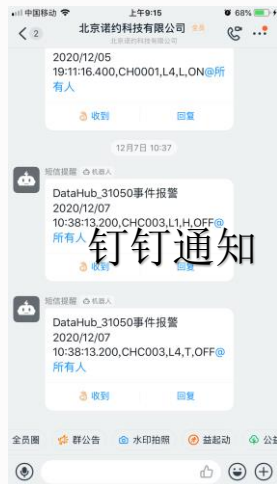 中国移动 上午9:15 68%
2 北京诺约科技有限公司 全员
北京诺约科技有限公司
2020/12/05
19:11:16.400,CH0001,L4,L,ON@所
有人
收到 回复
12月7日 10:37
短信提醒 机器人
DataHub_31050事件报警
2020/12/07
10:38:13.200,CHC003,L1,H,OFF@
所有人
钉钉通知
收到
短信提醒 机器人
DataHub_31050事件报警
2020/12/07
10:38:13.200,CHC003,L4,T,OFF@
所有人
收到 回复
全员圈 群公告 水印拍照 益起动 公益